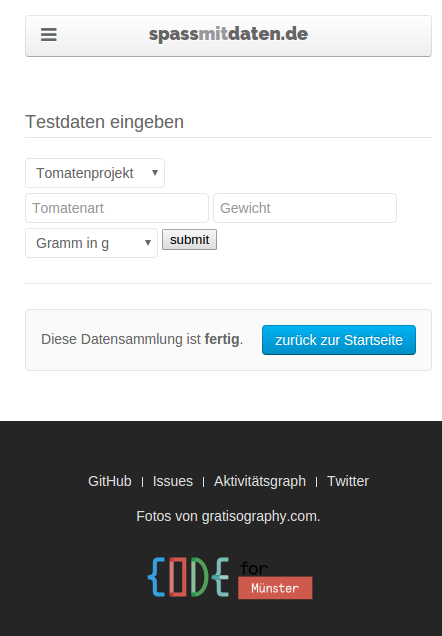 spassmitdaten.de
Testdaten eingeben
Tomatenprojekt
Tomatenart Gewicht
Gramm in g submit
Diese Datensammlung ist fertig. zurück zur Startseite
GitHub | Issues | Aktivitätsgraph | Twitter
Fotos von gratisography.com.
{ODE for
Münster